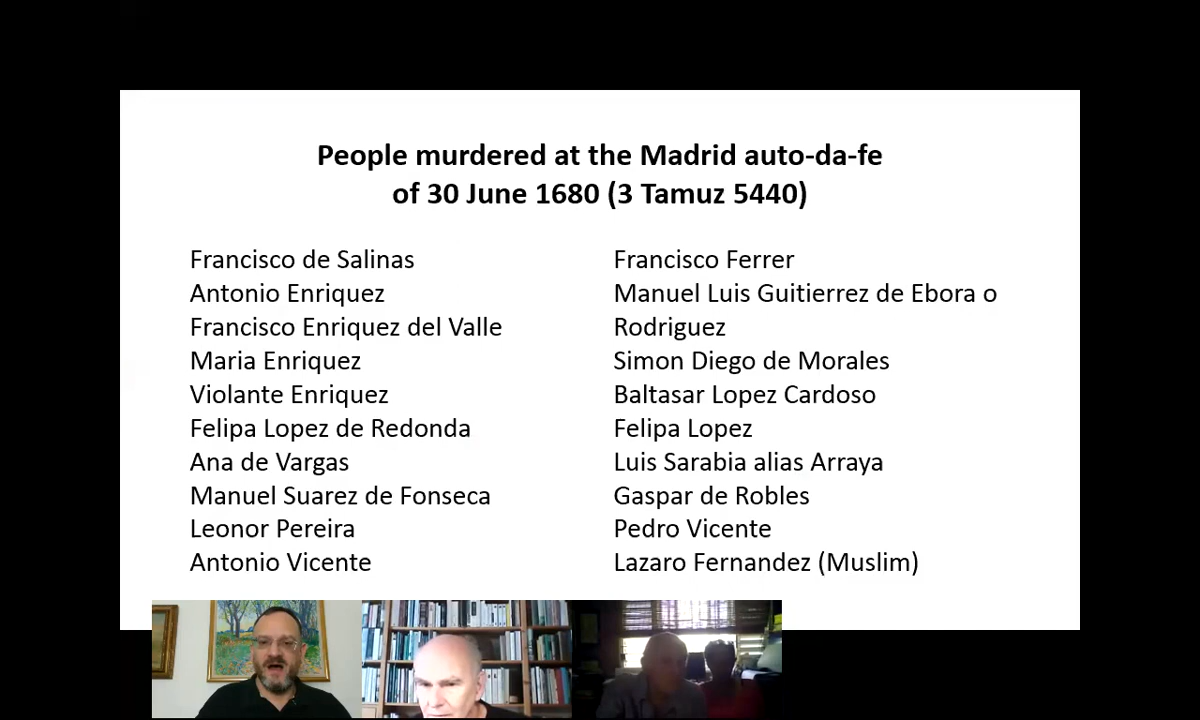 People murdered at the Madrid auto-da-fe
of 30 June 1680 (3 Tamuz 5440)
Francisco de Salinas
Antonio Enriquez
Francisco Enriquez del Valle
Maria Enriquez
Violante Enriquez
Felipa Lopez de Redonda
Ana de Vargas
Manuel Suarez de Fonseca
Leonor Pereira
Antonio Vicente
Francisco Ferrer
Manuel Luis Guitierrez de Ebora o
Rodriguez
Simon Diego de Morales
Baltasar Lopez Cardoso
Felipa Lopez
Luis Sarabia alias Arraya
Gaspar de Robles
Pedro Vicente
Lazaro Fernandez (Muslim)